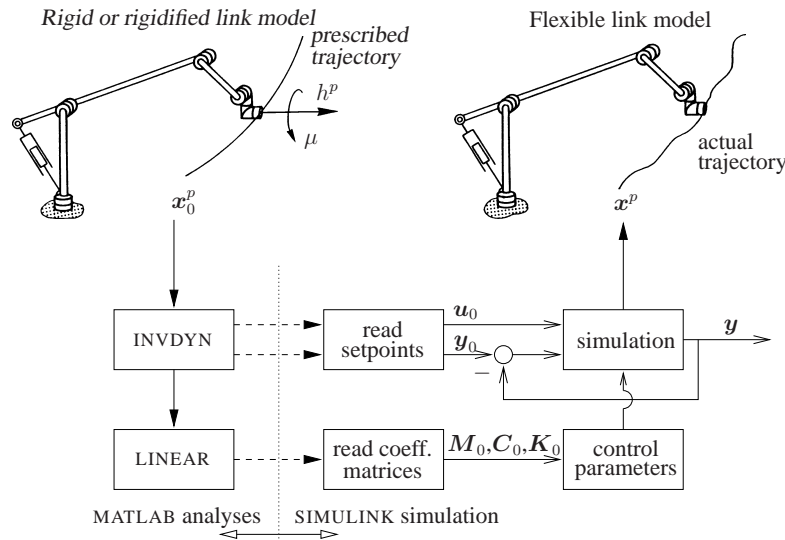 Rigid or rigidified link model
prescribed
trajectory
h^p
μ
x_0^p
Flexible link model
actual
trajectory
x^p
INVDYN
read
setpoints
u_0
y_0
−
simulation
y
LINEAR
read coeff.
matrices
M_0,C_0,K_0
control
parameters
MATLAB analyses
SIMULINK simulation